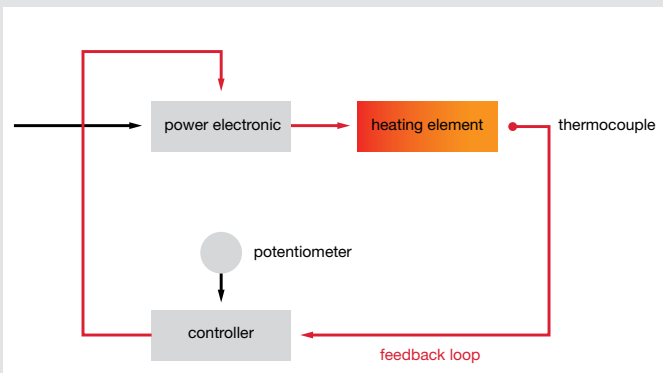 power electronic
heating element
thermocouple
potentiometer
controller
feedback loop